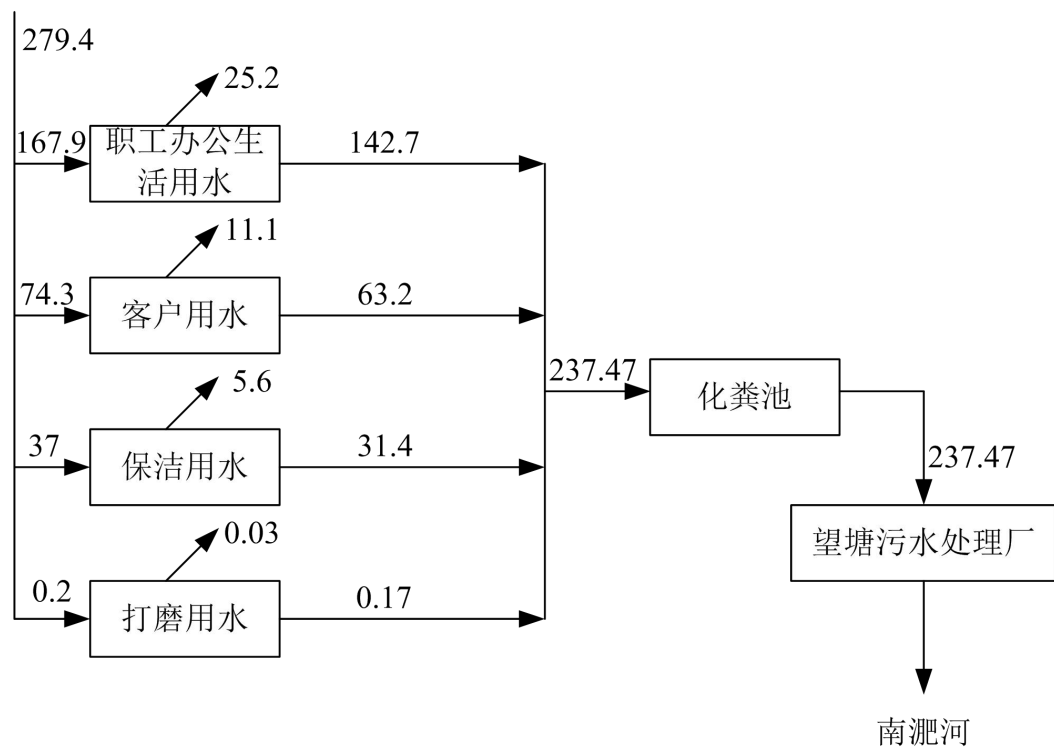 279.4
25.2
167.9
职工办公生
活用水
142.7
11.1
74.3
客户用水
63.2
5.6
37
保洁用水
31.4
0.03
0.2
打磨用水
0.17
237.47
化粪池
237.47
望塘污水处理厂
南淝河